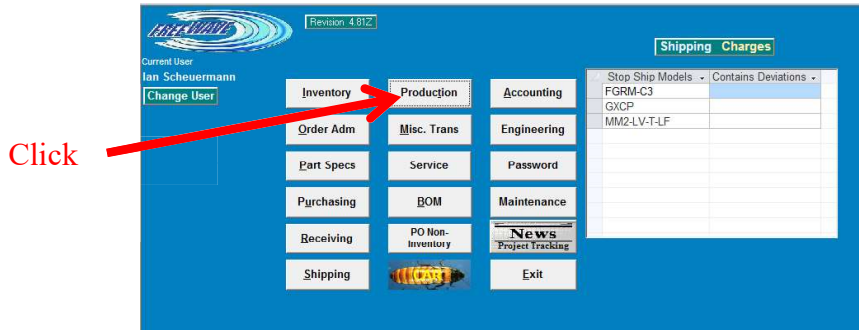 FREEWAVE
Revision 4.81Z
Shipping Charges
Current User
Ian Scheuermann
Change User
Stop Ship Models Contains Deviations
FGRM-C3
GXCP
MM2-LV-T-LF
Inventory Production Accounting
Order Adm Misc. Trans Engineering
Click
Part Specs Service Password
Purchasing BOM Maintenance
Receiving PO Non-Inventory News
Project Tracking
Shipping CAR Exit